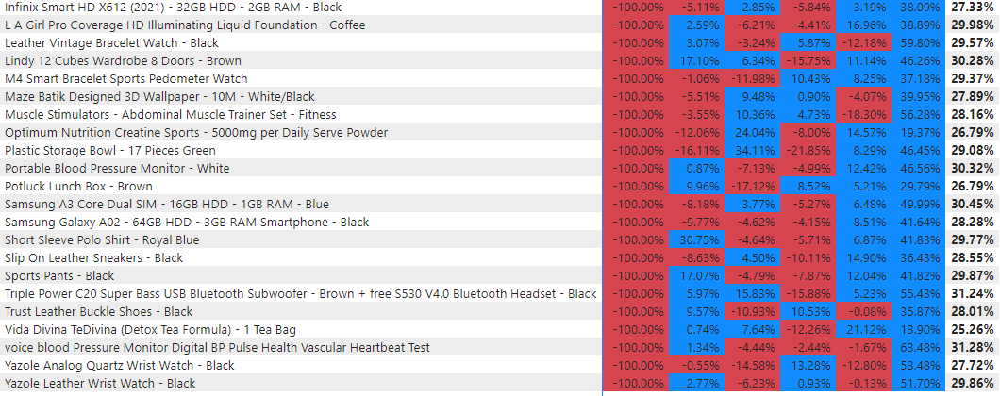 Infinix Smart HD X612 (2021) - 32GB HDD - 2GB RAM - Black -100.00% -5.11% 2.85% -5.84% 3.19% 38.09% 27.33%
L A Girl Pro Coverage HD Illuminating Liquid Foundation - Coffee -100.00% 2.59% -6.21% -4.41% 16.96% 38.89% 29.98%
Leather Vintage Bracelet Watch - Black -100.00% 3.07% -3.24% 5.87% -12.18% 59.80% 29.57%
Lindy 12 Cubes Wardrobe 8 Doors - Brown -100.00% 17.10% 6.34% -15.75% 11.14% 46.26% 30.28%
M4 Smart Bracelet Sports Pedometer Watch -100.00% -1.06% -11.98% 10.43% 8.25% 37.18% 29.37%
Maze Batik Designed 3D Wallpaper - 10M - White/Black -100.00% -5.51% 9.48% 0.90% -4.07% 39.95% 27.89%
Muscle Stimulators - Abdominal Muscle Trainer Set - Fitness -100.00% -3.55% 10.36% 4.73% -18.30% 56.28% 28.16%
Optimum Nutrition Creatine Sports - 5000mg per Daily Serve Powder -100.00% -12.06% 24.04% -8.00% 14.57% 19.37% 26.79%
Plastic Storage Bowl - 17 Pieces Green -100.00% -16.11% 34.11% -21.85% 8.29% 46.45% 29.08%
Portable Blood Pressure Monitor - White -100.00% 0.87% -7.13% -4.99% 12.42% 46.56% 30.32%
Potluck Lunch Box - Brown -100.00% 9.96% -17.12% 8.52% 5.21% 29.79% 26.79%
Samsung A3 Core Dual SIM - 16GB HDD - 1GB RAM - Blue -100.00% -8.18% 3.77% -5.27% 6.48% 49.99% 30.45%
Samsung Galaxy A02 - 64GB HDD - 3GB RAM Smartphone - Black -100.00% -9.77% -4.62% -4.15% 8.51% 41.64% 28.28%
Short Sleeve Polo Shirt - Royal Blue -100.00% 30.75% -4.64% -5.71% 6.87% 41.83% 29.77%
Slip On Leather Sneakers - Black -100.00% -8.63% 4.50% -10.11% 14.90% 36.43% 28.55%
Sports Pants - Black -100.00% 17.07% -4.79% -7.87% 12.04% 41.82% 29.87%
Triple Power C20 Super Bass USB Bluetooth Subwoofer - Brown + free S530 V4.0 Bluetooth Headset - Black -100.00% 5.97% 15.83% -15.88% 5.23% 55.43% 31.24%
Trust Leather Buckle Shoes - Black -100.00% 9.57% -10.93% 10.53% -0.08% 35.87% 28.01%
Vida Divina TeDivina (Detox Tea Formula) - 1 Tea Bag -100.00% 0.74% 7.64% -12.26% 21.12% 13.90% 25.26%
voice blood Pressure Monitor Digital BP Pulse Health Vascular Heartbeat Test -100.00% 1.34% -4.44% -2.44% -1.67% 63.48% 31.28%
Yazole Analog Quartz Wrist Watch - Black -100.00% -0.55% -14.58% 13.28% -12.80% 53.48% 27.72%
Yazole Leather Wrist Watch - Black -100.00% 2.77% -6.23% 0.93% -0.13% 51.70% 29.86%